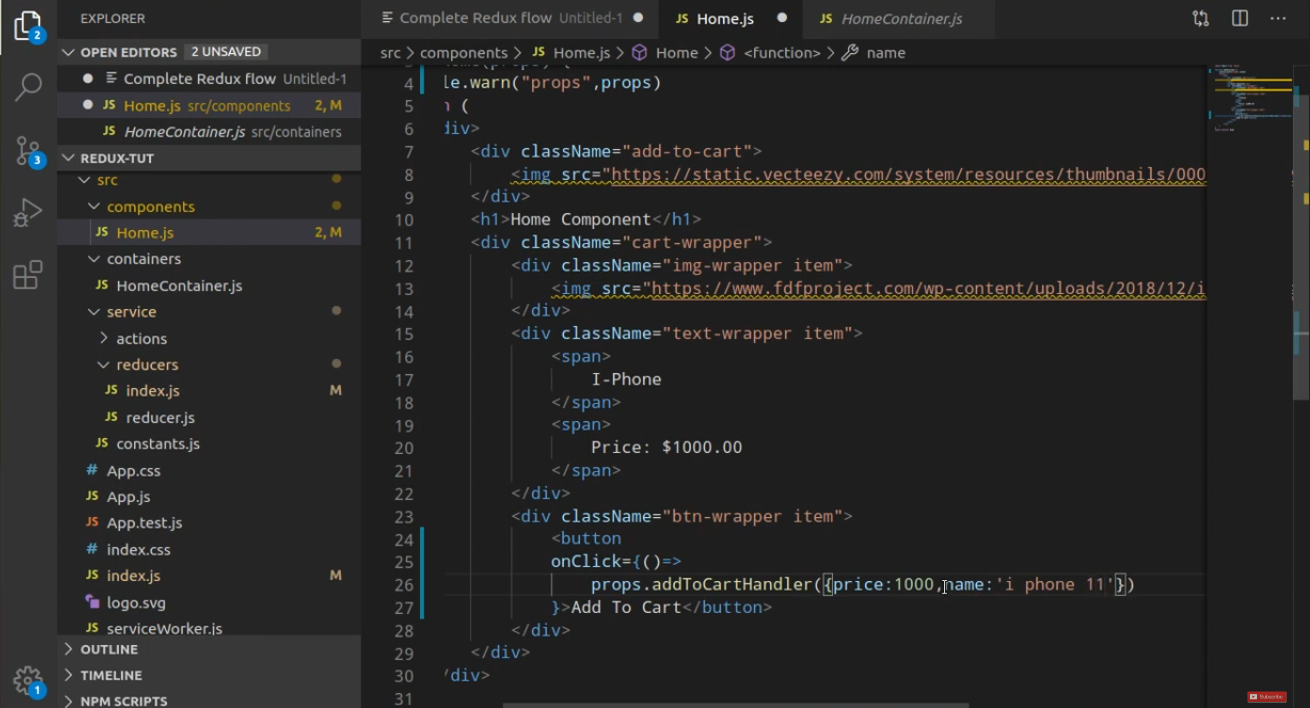 EXPLORER
OPEN EDITORS 2 UNSAVED
Complete Redux flow Untitled-1
JS Home.js src/components 2, M
JS HomeContainer.js src/containers
REDUX-TUT
src
components
JS Home.js 2, M
containers
JS HomeContainer.js
service
actions
reducers
JS index.js M
JS reducer.js
JS constants.js
# App.css
JS App.js
JS App.test.js
# index.css
JS index.js M
logo.svg
JS serviceWorker.js
OUTLINE
TIMELINE
NPM SCRIPTS
2
3
1
Complete Redux flow Untitled-1
JS Home.js
JS HomeContainer.js
src > components > JS Home.js > Home > <function> > name
4 le.warn("props",props)
5 (
6 div>
7 <div className="add-to-cart">
8 <img src="https://static.vecteezy.com/system/resources/thumbnails/000
9 </div>
10 <h1>Home Component</h1>
11 <div className="cart-wrapper">
12 <div className="img-wrapper item">
13 <img src="https://www.fdfproject.com/wp-content/uploads/2018/12/i
14 </div>
15 <div className="text-wrapper item">
16 <span>
17 I-Phone
18 </span>
19 <span>
20 Price: $1000.00
21 </span>
22 </div>
23 <div className="btn-wrapper item">
24 <button
25 onClick={()=>
26 props.addToCartHandler({price:1000,name:'i phone 11'})
27 }>Add To Cart</button>
28 </div>
29 </div>
30 /div>
31
Subscribe